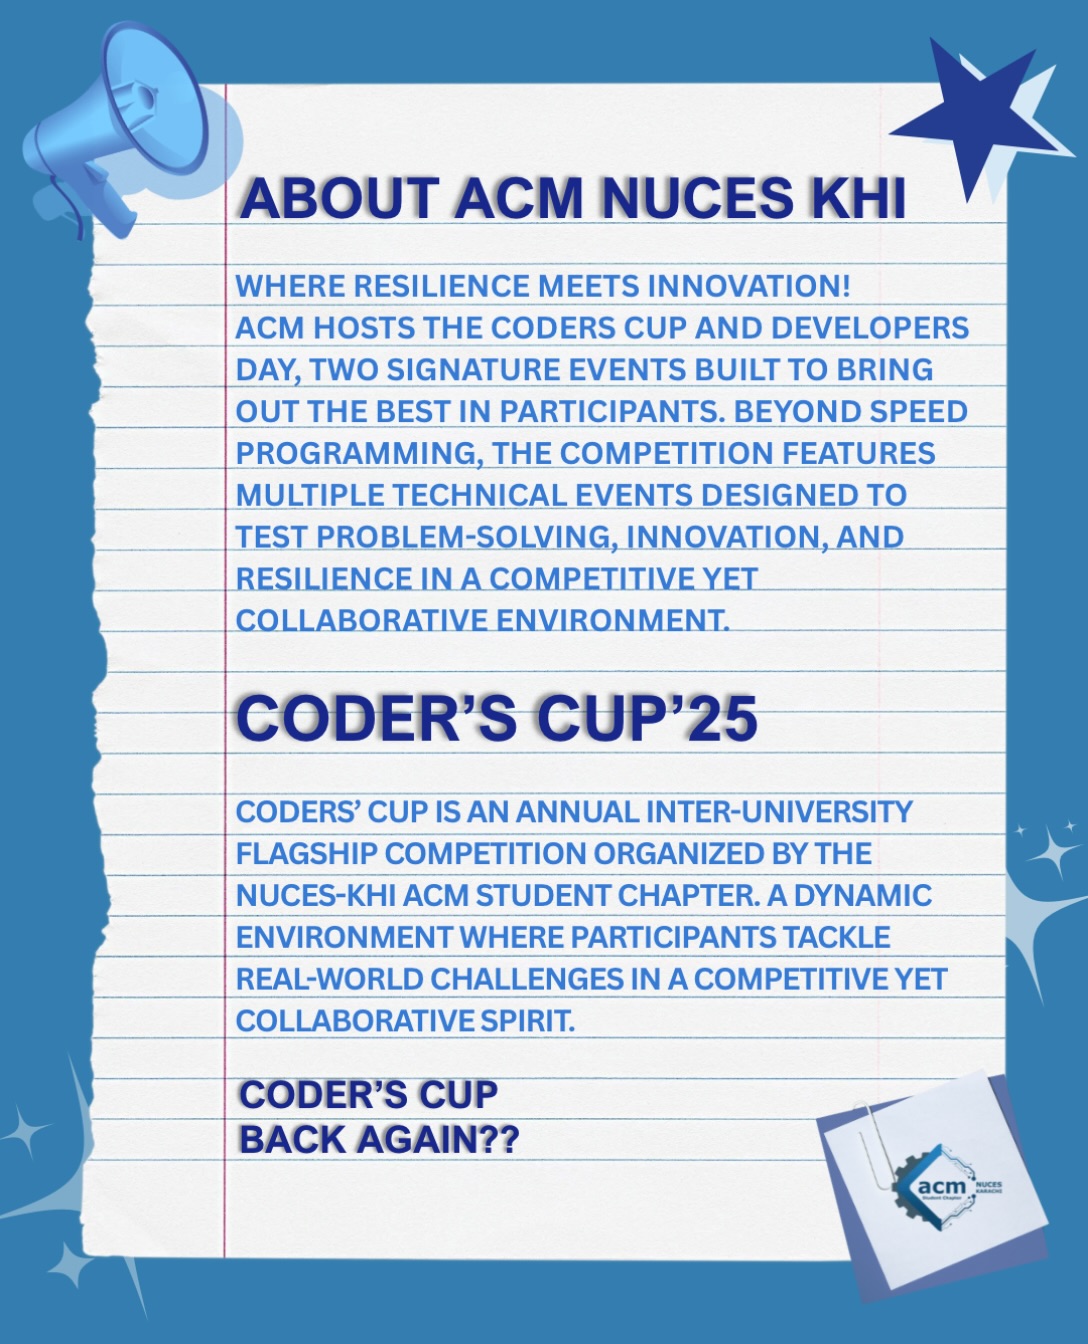 ABOUT ACM NUCES KHI
WHERE RESILIENCE MEETS INNOVATION!
ACM HOSTS THE CODERS CUP AND DEVELOPERS
DAY, TWO SIGNATURE EVENTS BUILT TO BRING
OUT THE BEST IN PARTICIPANTS. BEYOND SPEED
PROGRAMMING, THE COMPETITION FEATURES
MULTIPLE TECHNICAL EVENTS DESIGNED TO
TEST PROBLEM-SOLVING, INNOVATION, AND
RESILIENCE IN A COMPETITIVE YET
COLLABORATIVE ENVIRONMENT.
CODER’S CUP’25
CODERS’ CUP IS AN ANNUAL INTER-UNIVERSITY
FLAGSHIP COMPETITION ORGANIZED BY THE
NUCES-KHI ACM STUDENT CHAPTER. A DYNAMIC
ENVIRONMENT WHERE PARTICIPANTS TACKLE
REAL-WORLD CHALLENGES IN A COMPETITIVE YET
COLLABORATIVE SPIRIT.
CODER’S CUP
BACK AGAIN??
acm
Student Chapter
NUCES
KARACHI